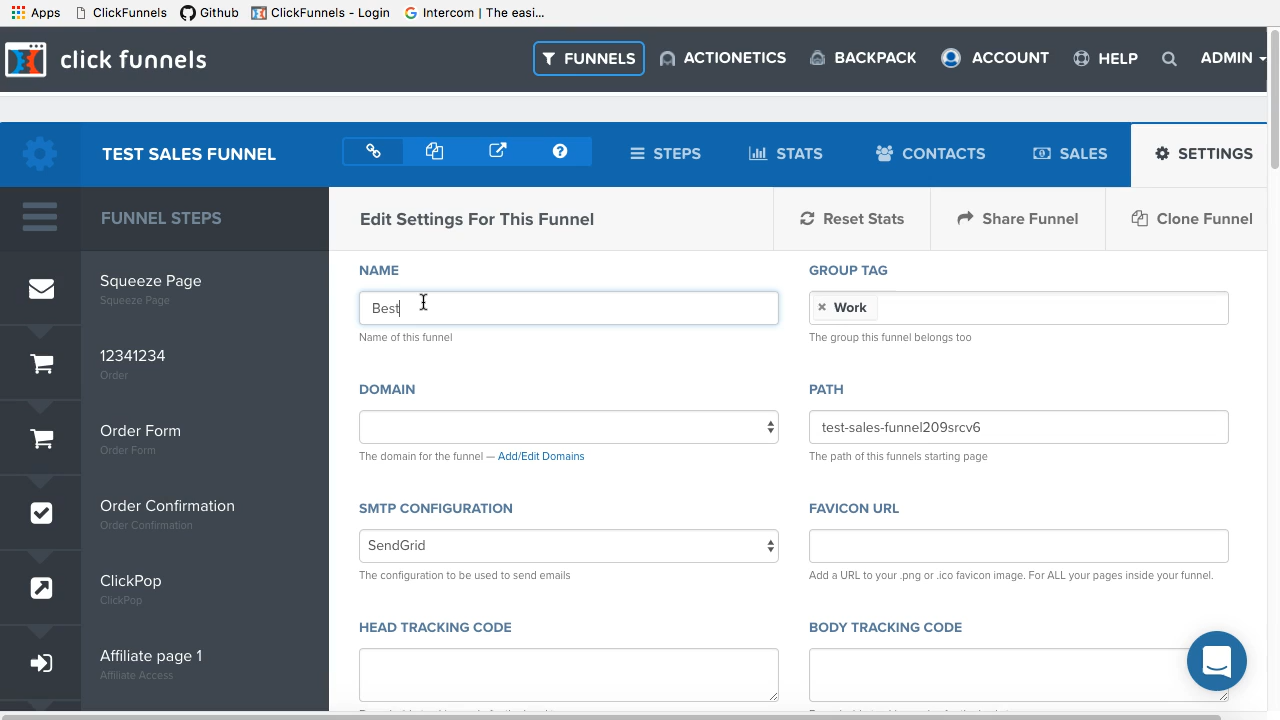 Apps ClickFunnels Github ClickFunnels - Login Intercom | The easi...
click funnels FUNNELS ACTIONETICS BACKPACK ACCOUNT HELP ADMIN
TEST SALES FUNNEL STEPS STATS CONTACTS SALES SETTINGS
FUNNEL STEPS
Squeeze Page
Squeeze Page
12341234
Order
Order Form
Order Form
Order Confirmation
Order Confirmation
ClickPop
ClickPop
Affiliate page 1
Affiliate Access
Edit Settings For This Funnel Reset Stats Share Funnel Clone Funnel
NAME GROUP TAG
Best × Work
Name of this funnel The group this funnel belongs too
DOMAIN PATH
test-sales-funnel209srcv6
The domain for the funnel — Add/Edit Domains The path of this funnels starting page
SMTP CONFIGURATION FAVICON URL
SendGrid
The configuration to be used to send emails Add a URL to your .png or .ico favicon image. For ALL your pages inside your funnel.
HEAD TRACKING CODE BODY TRACKING CODE